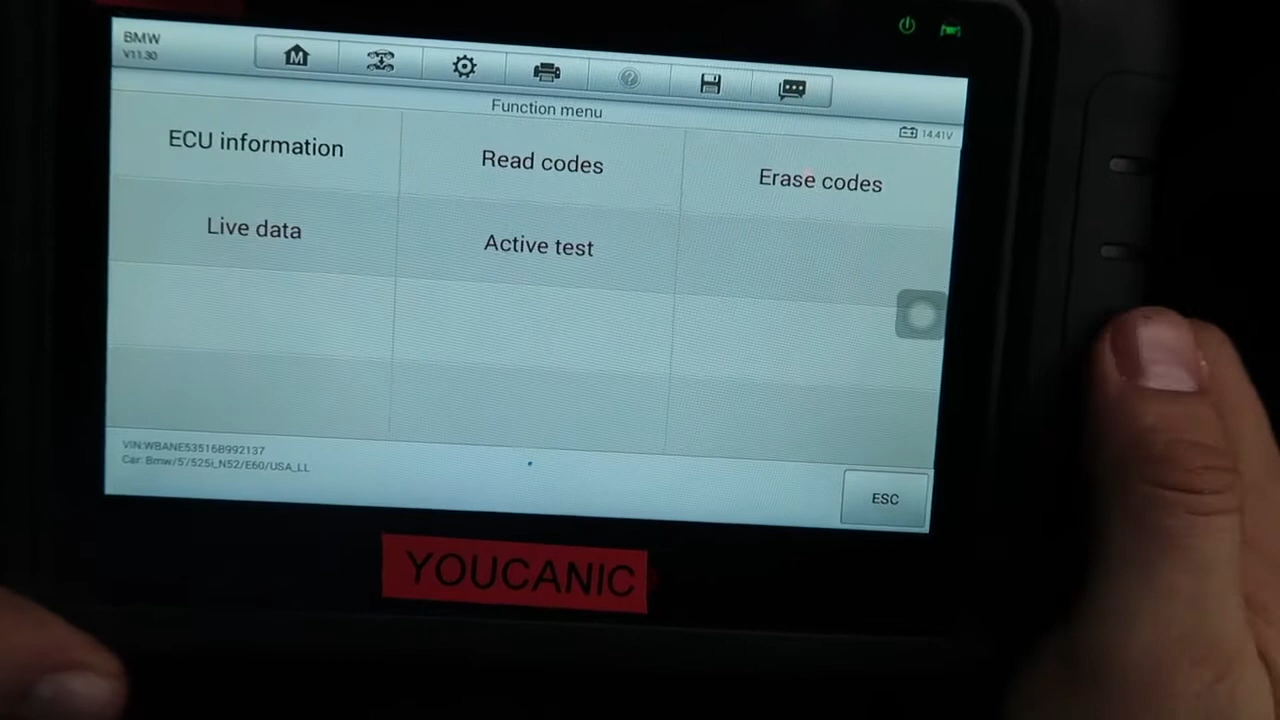 BMW
V11.30
M
Function menu
14.41V
ECU information
Read codes
Erase codes
Live data
Active test
VIN:WBANE53516B992137
Car: Bmw/5'/525i_N52/E60/USA_LL
ESC
YOUCANIC